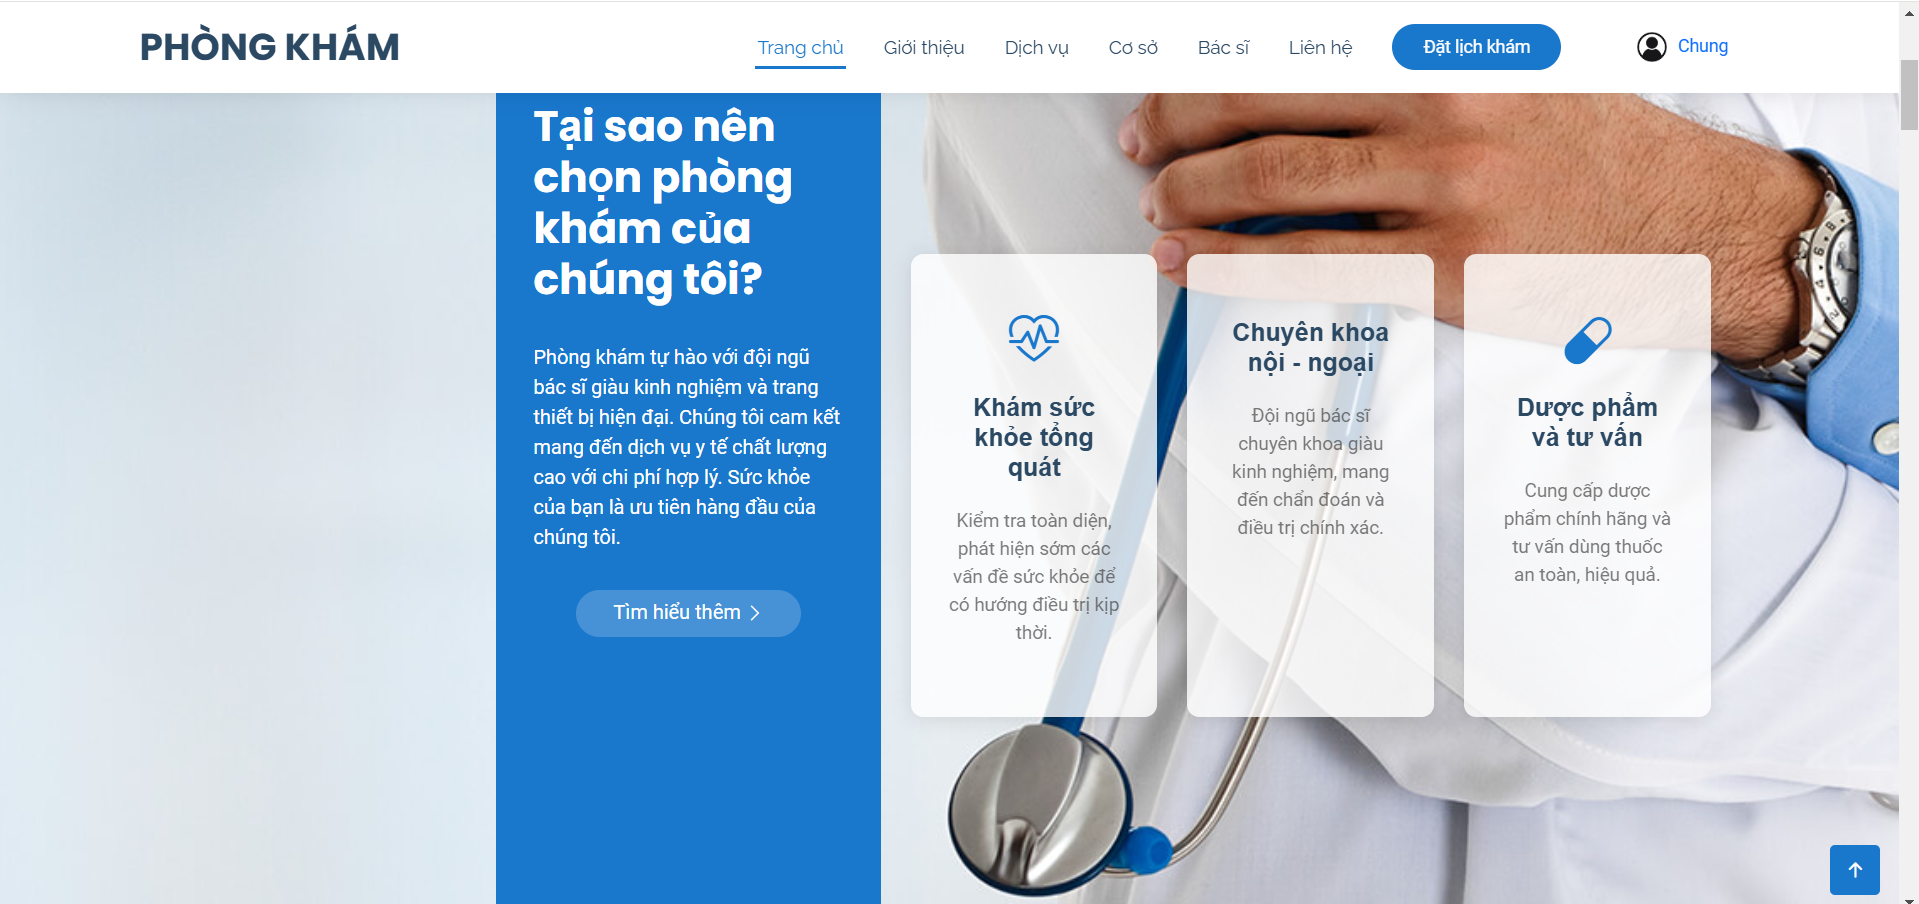 PHÒNG KHÁM
Trang chủ
Giới thiệu
Dịch vụ
Cơ sở
Bác sĩ
Liên hệ
Đặt lịch khám
Chung
Tại sao nên
chọn phòng
khám của
chúng tôi?
Phòng khám tự hào với đội ngũ
bác sĩ giàu kinh nghiệm và trang
thiết bị hiện đại. Chúng tôi cam kết
mang đến dịch vụ y tế chất lượng
cao với chi phí hợp lý. Sức khỏe
của bạn là ưu tiên hàng đầu của
chúng tôi.
Tìm hiểu thêm
Khám sức
khỏe tổng
quát
Kiểm tra toàn diện,
phát hiện sớm các
vấn đề sức khỏe để
có hướng điều trị kịp
thời.
Chuyên khoa
nội - ngoại
Đội ngũ bác sĩ
chuyên khoa giàu
kinh nghiệm, mang
đến chẩn đoán và
điều trị chính xác.
Dược phẩm
và tư vấn
Cung cấp dược
phẩm chính hãng và
tư vấn dùng thuốc
an toàn, hiệu quả.